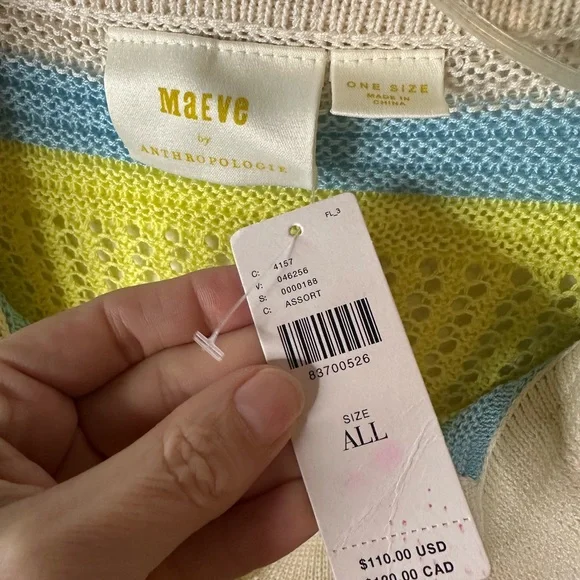 MaEve
by
ANTHROPOLOGIE
ONE SIZE
MADE IN
CHINA
FL_3
C: 4157
V: 046256
S: 0000188
C: ASSORT
83700526
SIZE
ALL
$110.00 USD
CAD